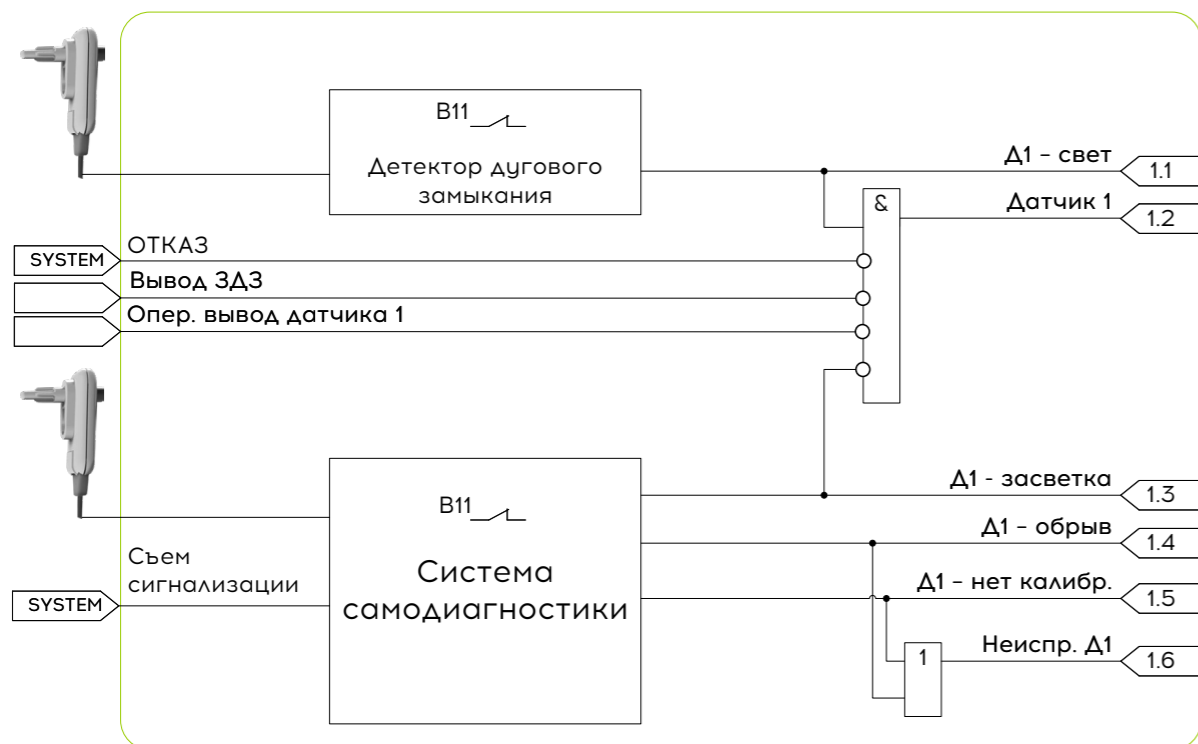 B11
Детектор дугового
замыкания
Д1 – свет
1.1
&
Датчик 1
1.2
SYSTEM
ОТКАЗ
Вывод ЗДЗ
Опер. вывод датчика 1
B11
Система
самодиагностики
Съем
сигнализации
SYSTEM
Д1 - засветка
1.3
Д1 – обрыв
1.4
Д1 – нет калибр.
1.5
1
Неиспр. Д1
1.6